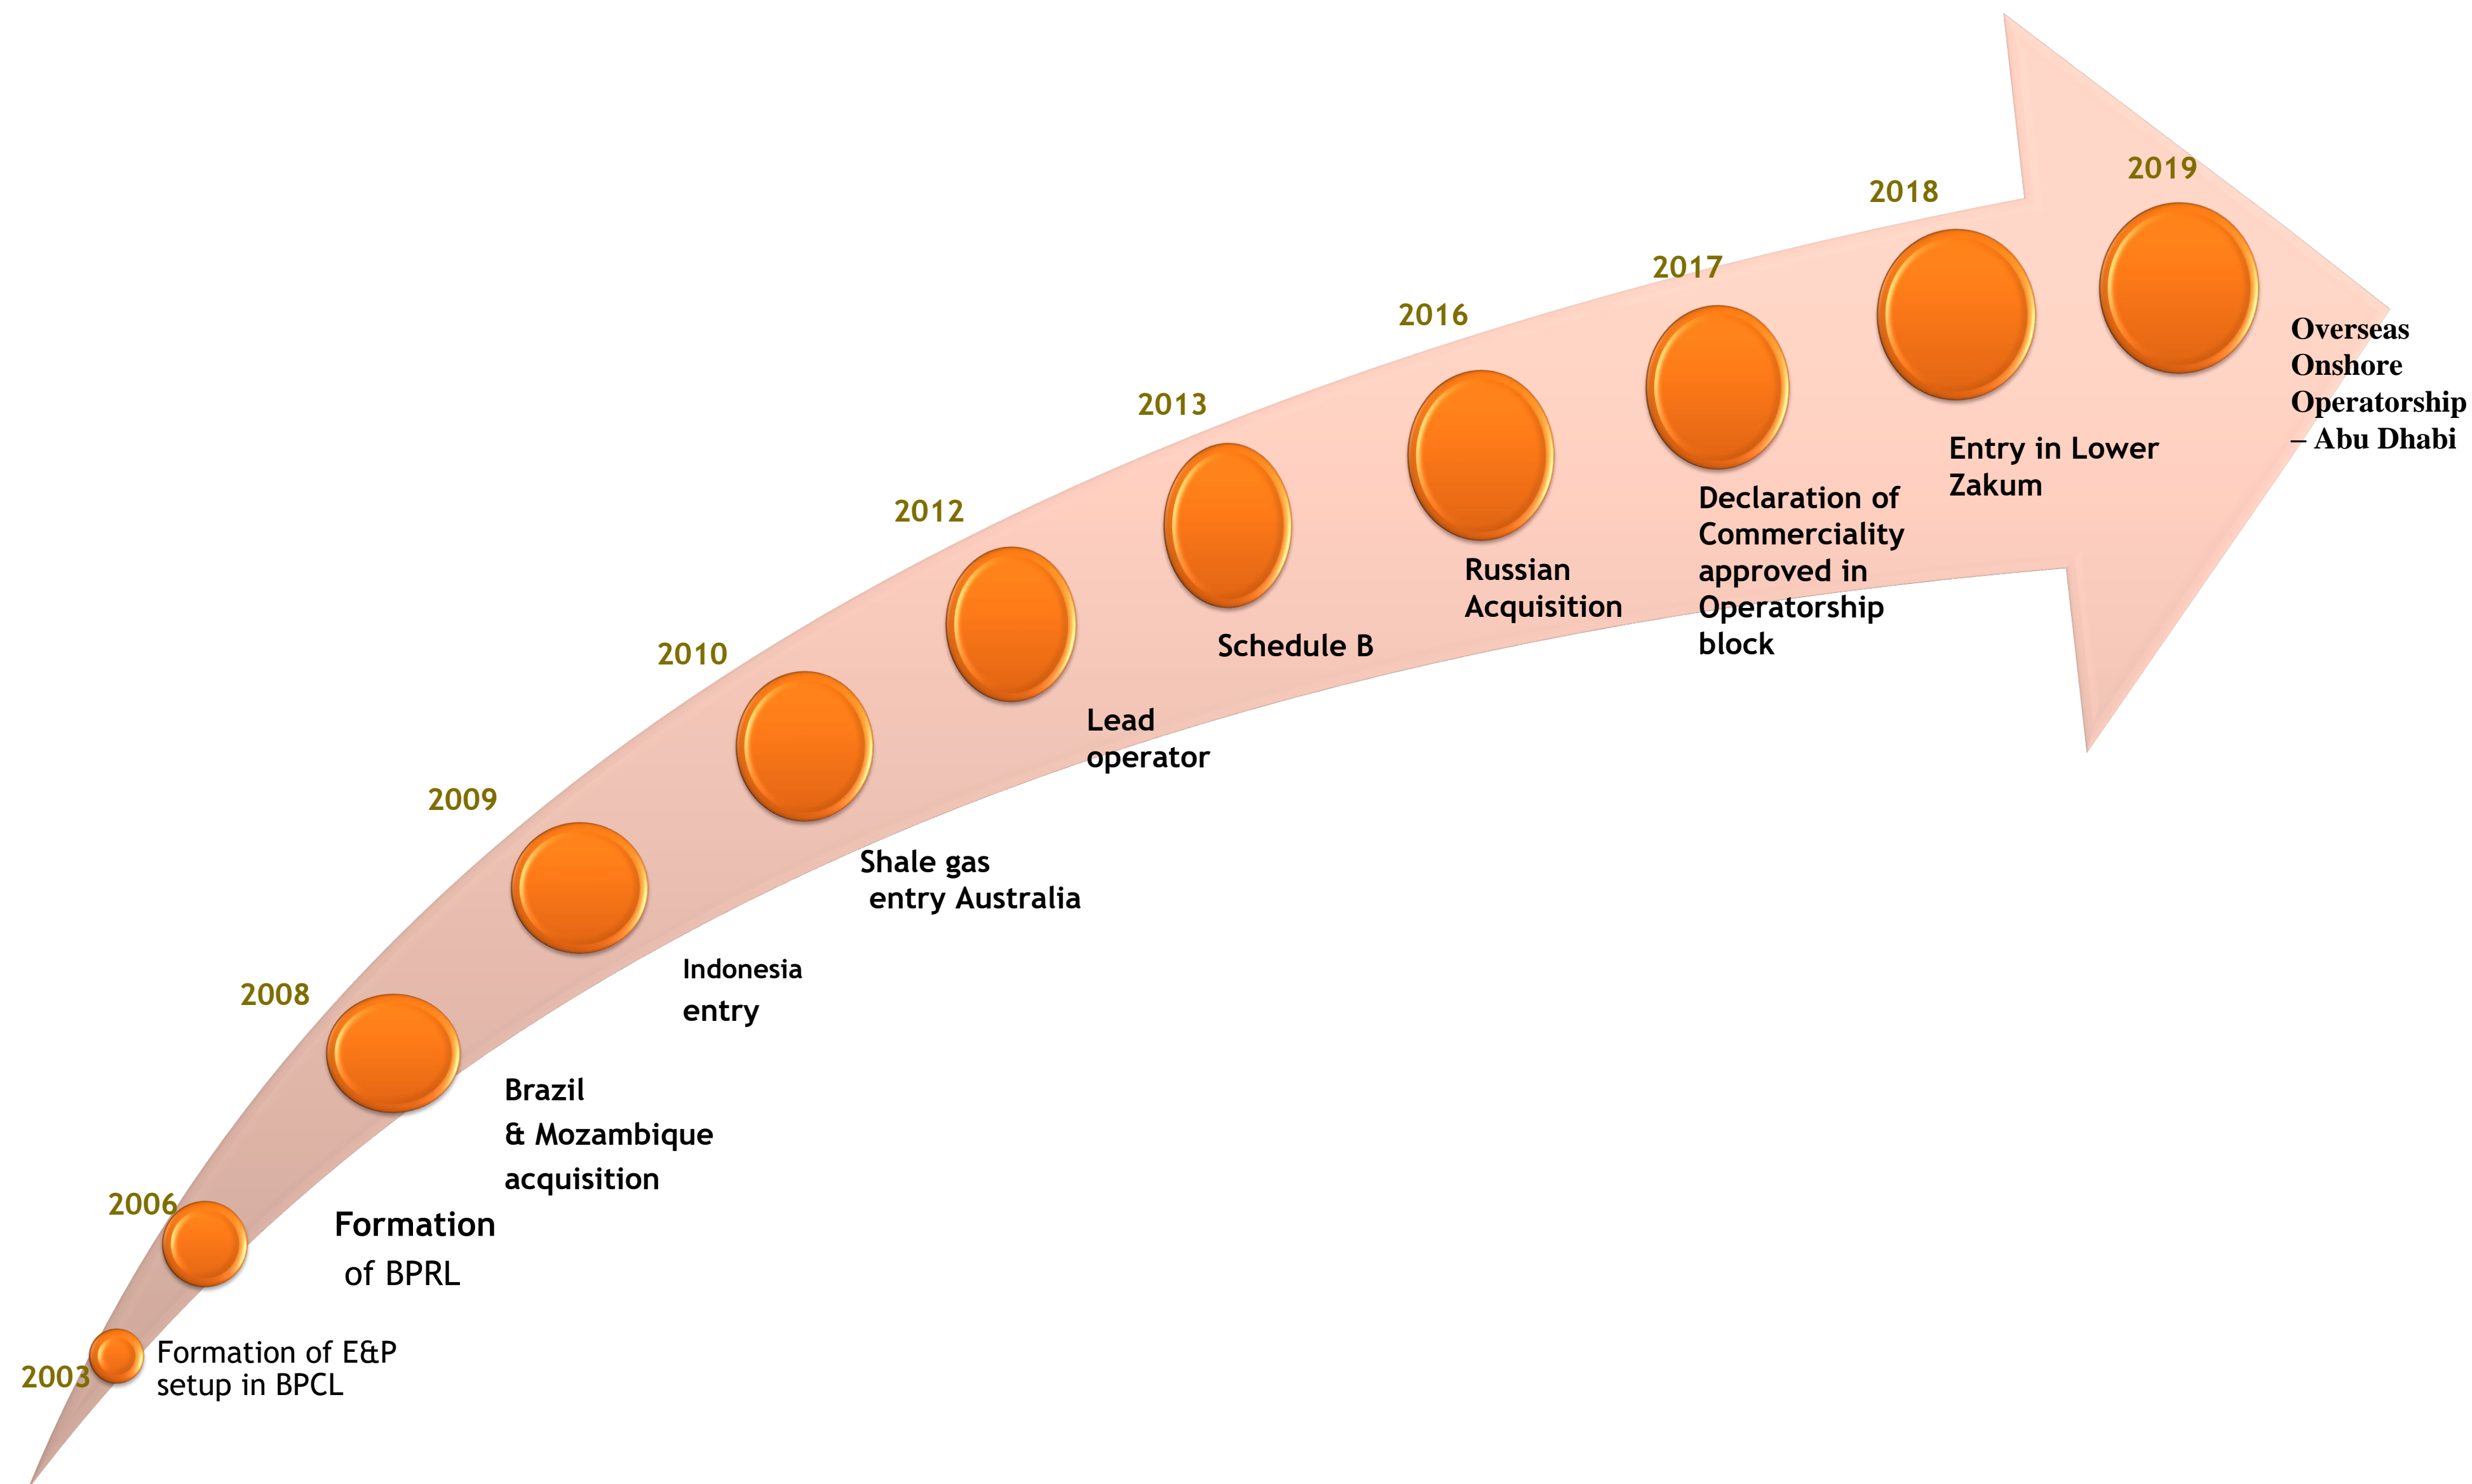 2003
Formation of E&P
setup in BPCL
2006
Formation
of BPRL
2008
Brazil
& Mozambique
acquisition
2009
Indonesia
entry
2010
Shale gas
entry Australia
2012
Lead
operator
2013
Schedule B
2016
Russian
Acquisition
2017
Declaration of
Commerciality
approved in
Operatorship
block
2018
Entry in Lower
Zakum
2019
Overseas
Onshore
Operatorship
– Abu Dhabi